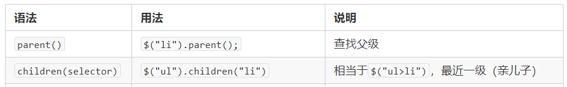 语法 用法 说明
parent() $("li").parent(); 查找父级
children(selector) $("ul").children("li") 相当于$("ul>li")，最近一级（亲儿子）